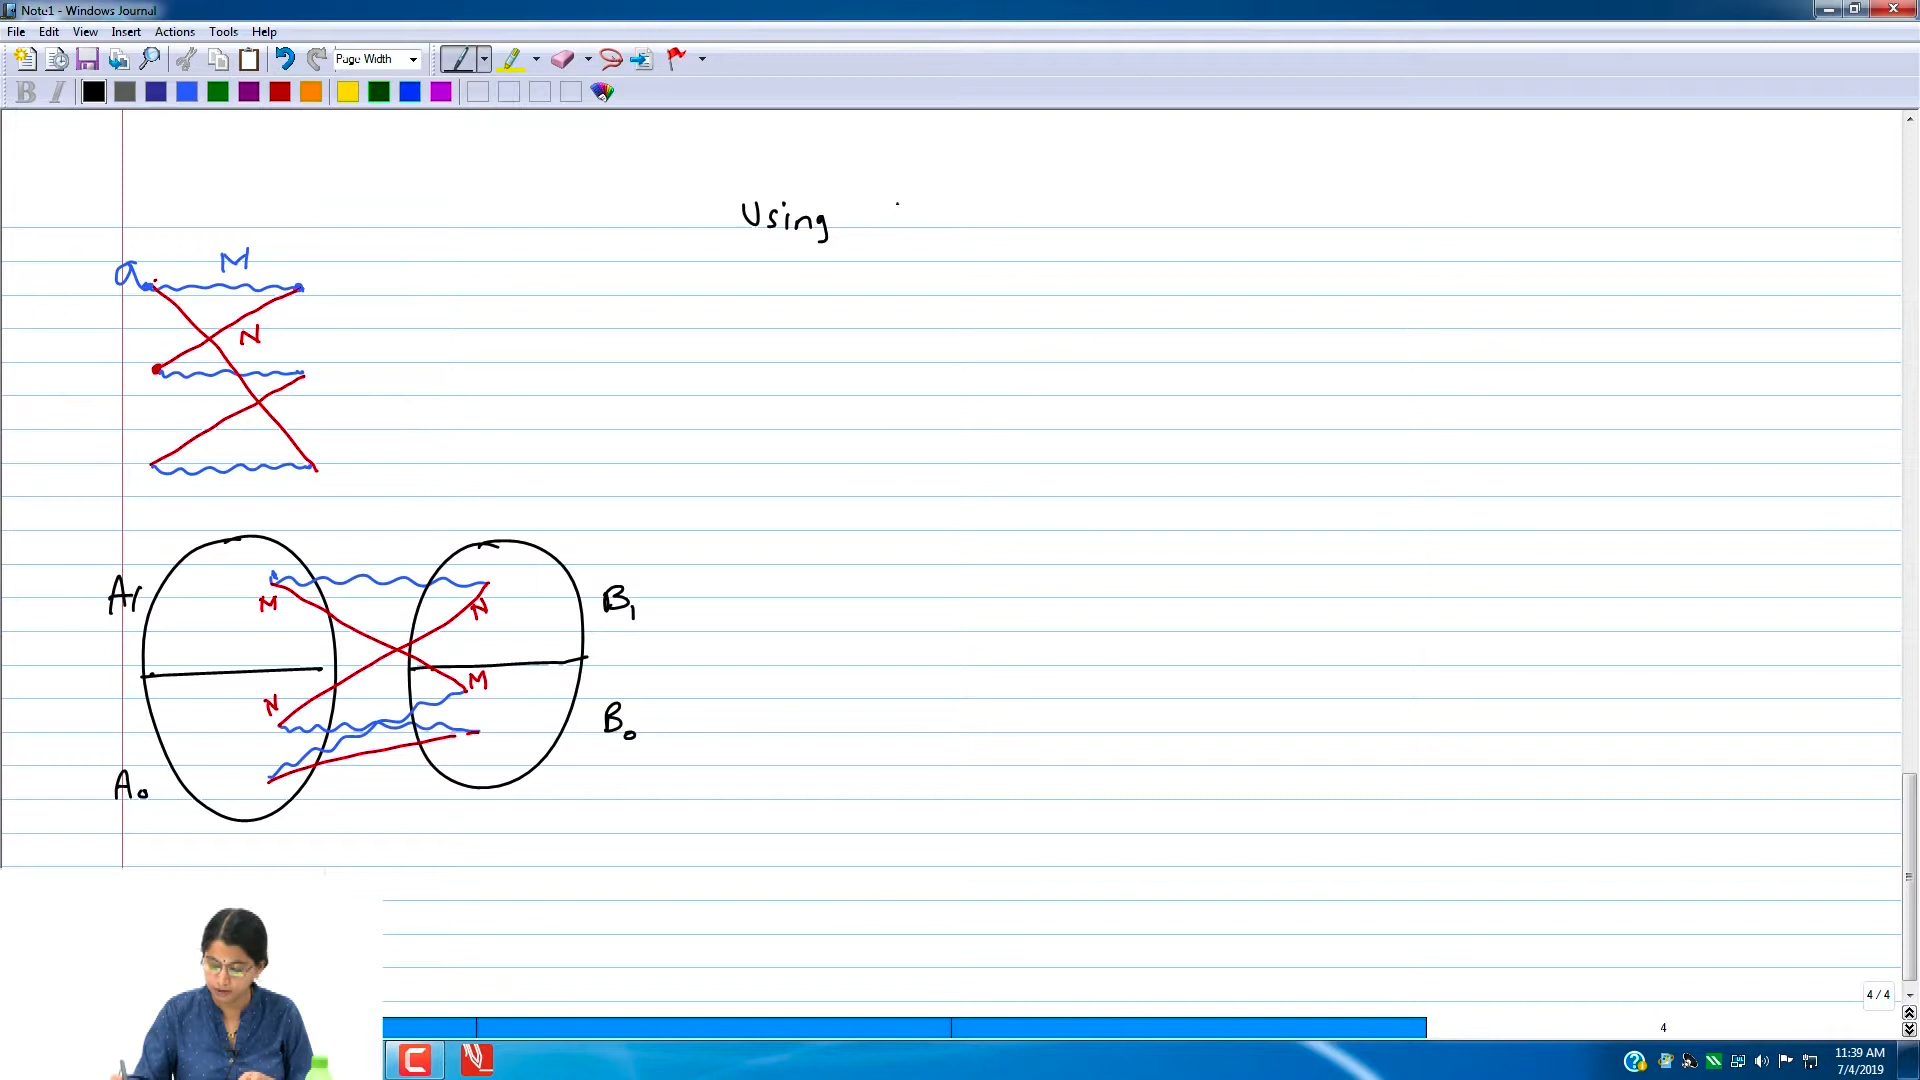 Note1 - Windows Journal
File Edit View Insert Actions Tools Help
Page Width
B I
Using
a M
N
A1 M N B1
N M B0
A0
4 / 4
4
11:39 AM
7/4/2019